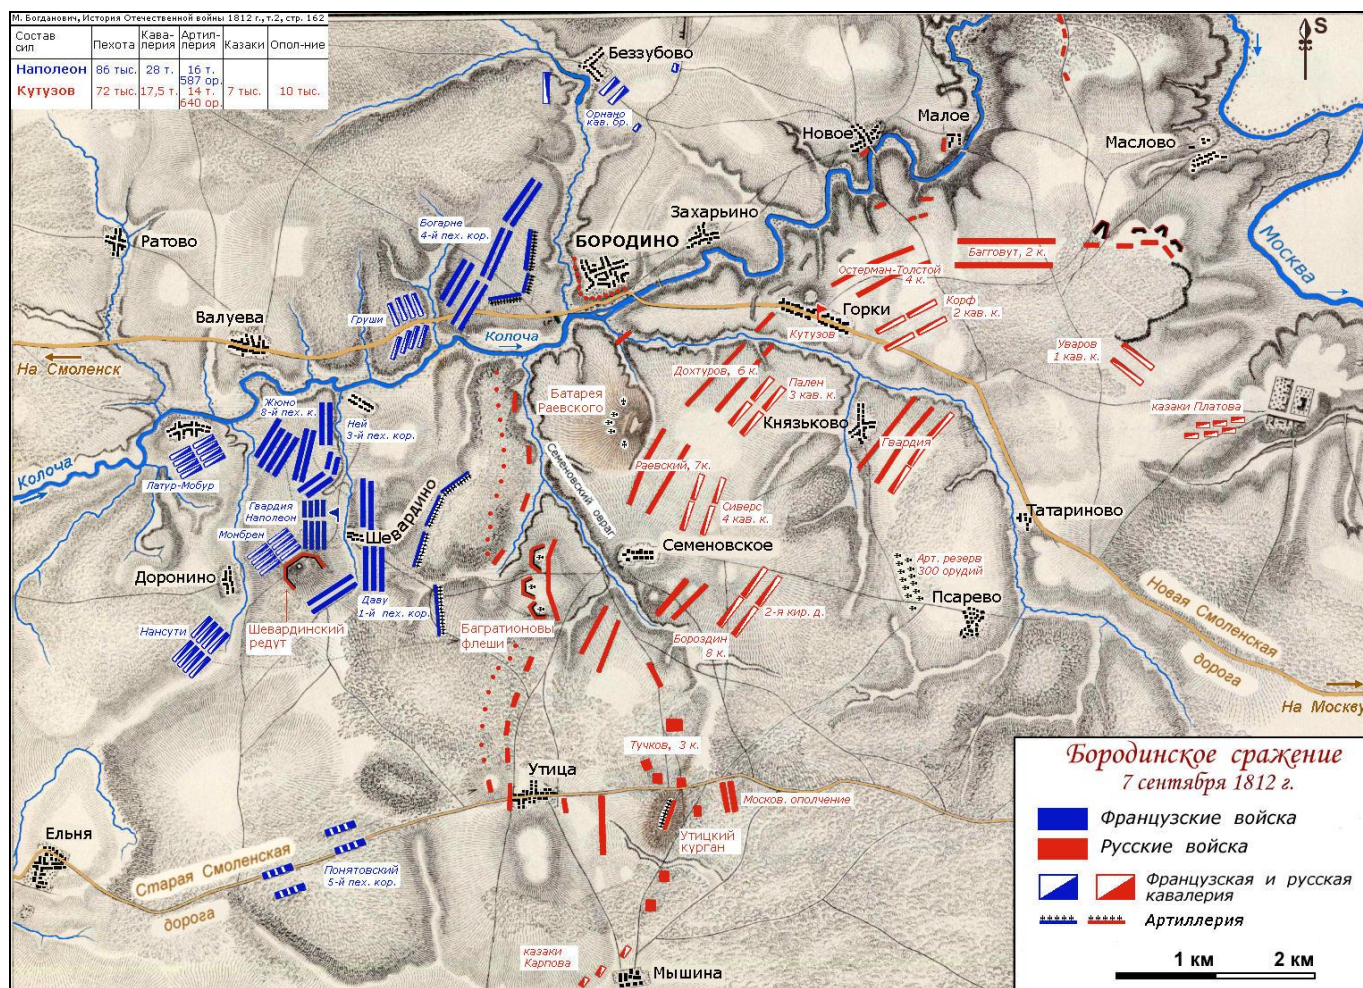 М. Богданович, История Отечественной войны 1812 г., т.2, стр. 162
Состав сил Пехота Кава-лерия Артил-лерия Казаки Опол-ние
Наполеон 86 тыс. 28 т. 16 т. 587 ор.
Кутузов 72 тыс. 17,5 т. 14 т. 640 ор. 7 тыс. 10 тыс.
S
Беззубово
Орнано
кав. бр.
Новое
Малое
Маслово
Москва
Ратово
Богарне
4-й пех. кор.
БОРОДИНО
Захарьино
Багговут, 2 к.
Остерман-Толстой
4 к.
Горки
Корф
2 кав. к.
Кутузов
Уваров
1 кав. к.
Груши
Валуева
Колоча
На Смоленск
Дохтуров, 6 к.
Пален
3 кав. к.
Батарея
Раевского
Князьково
Гвардия
казаки Платова
Жюно
8-й пех. к.
Ней
3-й пех. кор.
Колоча
Латур-Мобур
Раевский, 7к.
Сиверс
4 кав. к.
Семеновский овраг
Гвардия
Наполеон
Монбрен
Шевардино
Семеновское
Татариново
Доронино
Арт. резерв
300 орудий
Псарево
Даву
1-й пех. кор.
Нансути
Шевардинский
редут
Багратионовы
флеши
Бороздин
8 к.
2-я кир. д.
Новая Смоленская
дорога
На Москву
Тучков, 3 к.
Утица
Москов. ополчение
Утицкий
курган
Ельня
Старая Смоленская
дорога
Понятовский
5-й пех. кор.
казаки
Карпова
Мышина
Бородинское сражение
7 сентября 1812 г.
Французские войска
Русские войска
Французская и русская
кавалерия
Артиллерия
1 км 2 км